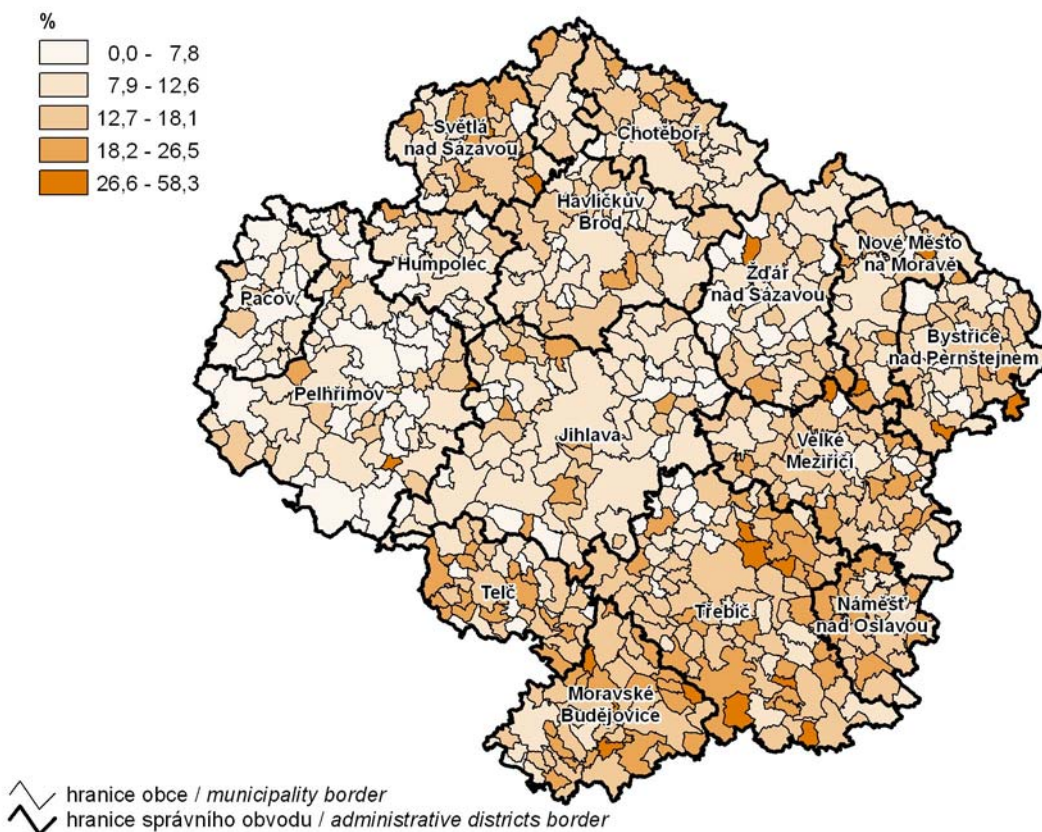 %
0,0 - 7,8
7,9 - 12,6
12,7 - 18,1
18,2 - 26,5
26,6 - 58,3
Světlá
nad Sázavou
Chotěboř
Havlíčkův
Brod
Humpolec
Pacov
Žďár
nad Sázavou
Nové Město
na Moravě
Bystřice
nad Pernštejnem
Pelhřimov
Jihlava
Velké
Meziříčí
Telč
Třebíč
Náměšť
nad Oslavou
Moravské
Budějovice
hranice obce / municipality border
hranice správního obvodu / administrative districts border